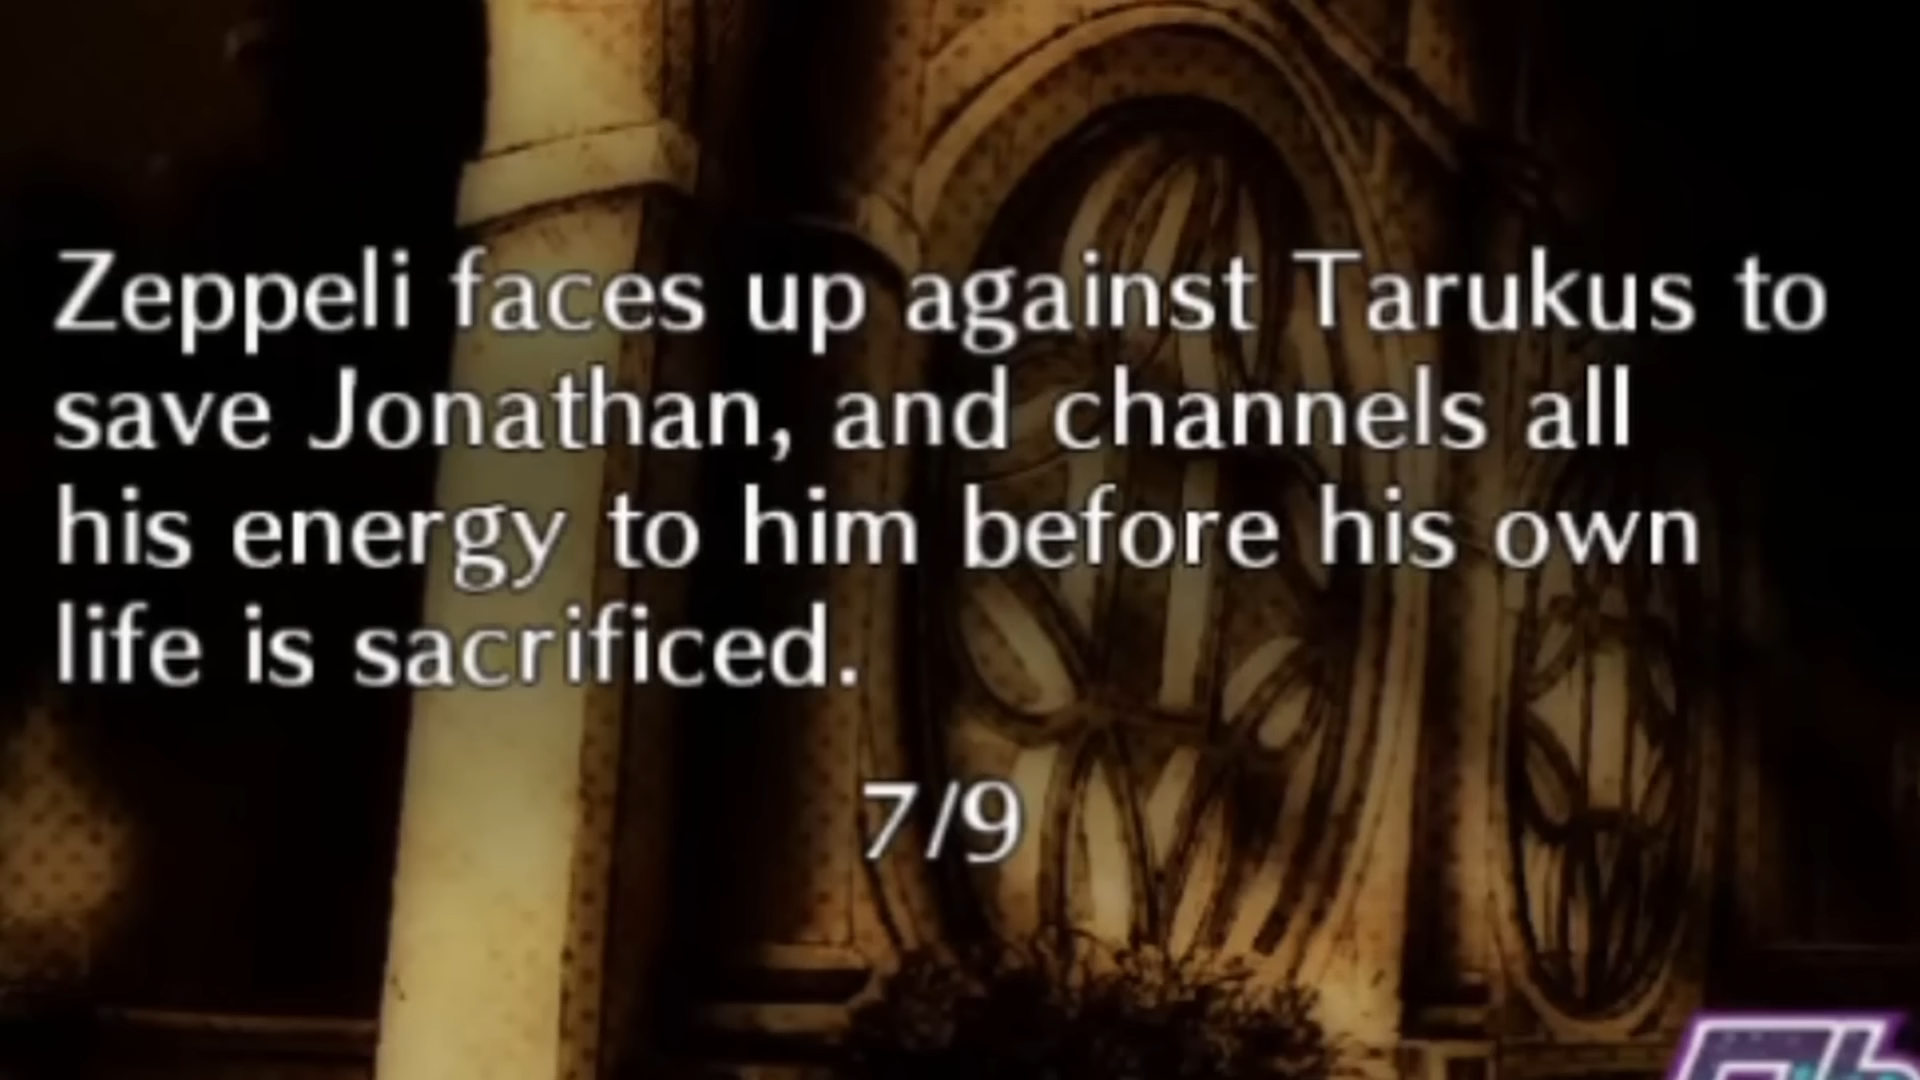 Zeppeli faces up against Tarukus to
save Jonathan, and channels all
his energy to him before his own
life is sacrificed.
7/9